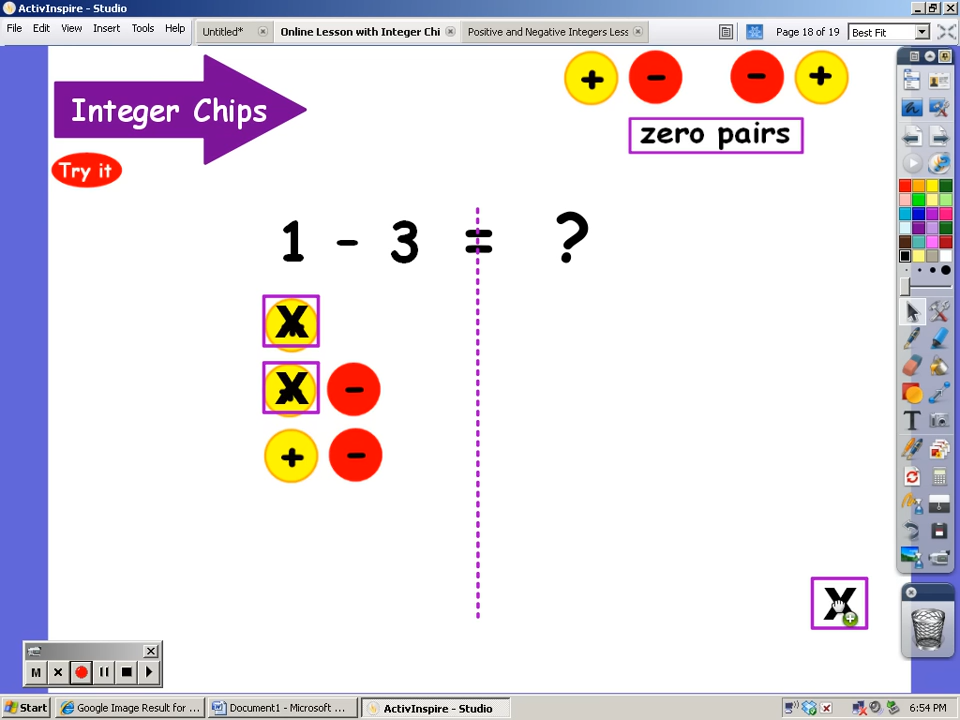 ActivInspire - Studio
File Edit View Insert Tools Help
Untitled* Online Lesson with Integer Chi Positive and Negative Integers Less Page 18 of 19 Best Fit
+ - - +
Integer Chips
zero pairs
Try it
1 - 3 = ?
X
X -
+ -
X
M
Start Google Image Result for ... Document1 - Microsoft ... ActivInspire - Studio 6:54 PM